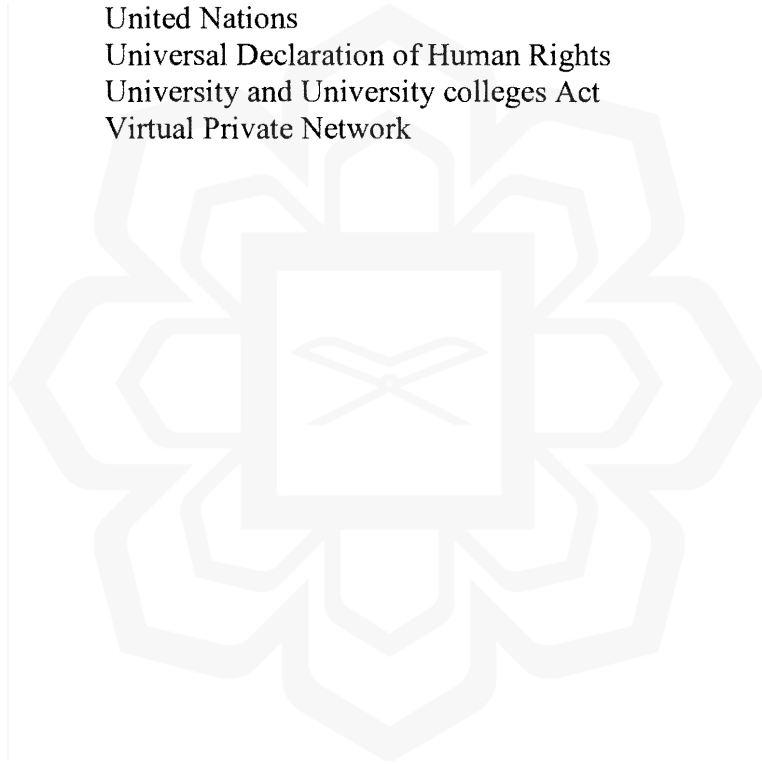 United Nations
Universal Declaration of Human Rights
University and University colleges Act
Virtual Private Network